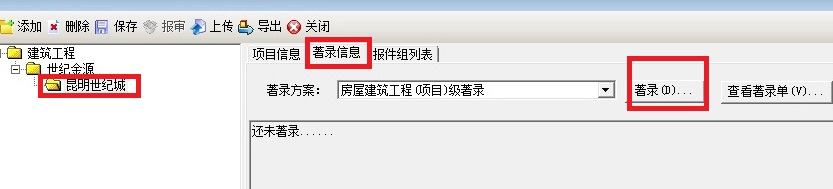 添加 删除 保存 报审 上传 导出 关闭
建筑工程
世纪金源
昆明世纪城
项目信息 著录信息 报件组列表
著录方案： 房屋建筑工程(项目)级著录 著录(D)... 查看著录单(V)...
还未著录......